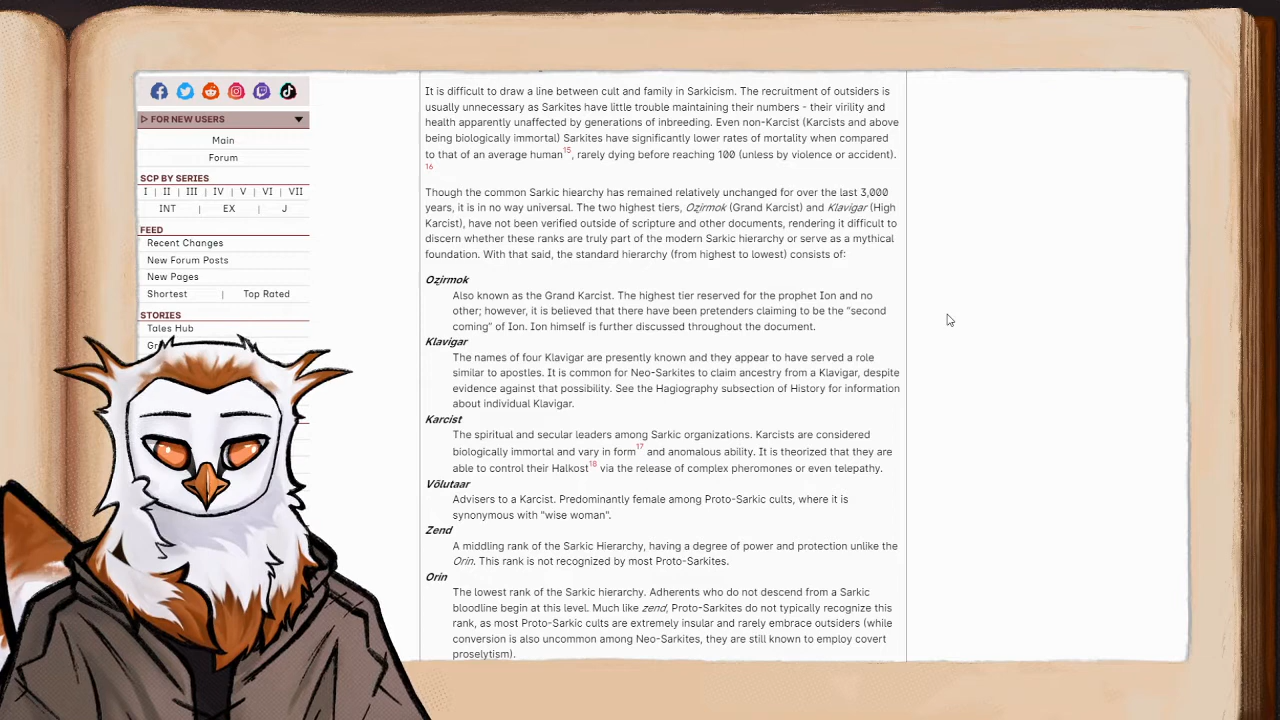 ▷ FOR NEW USERS
Main
Forum
SCP BY SERIES
I | II | III | IV | V | VI | VII
INT | EX | J
FEED
Recent Changes
New Forum Posts
New Pages
Shortest | Top Rated
STORIES
Tales Hub
It is difficult to draw a line between cult and family in Sarkicism. The recruitment of outsiders is
usually unnecessary as Sarkites have little trouble maintaining their numbers - their virility and
health apparently unaffected by generations of inbreeding. Even non-Karcist (Karcists and above
being biologically immortal) Sarkites have significantly lower rates of mortality when compared
to that of an average human15, rarely dying before reaching 100 (unless by violence or accident).
16
Though the common Sarkic hiearchy has remained relatively unchanged for over the last 3,000
years, it is in no way universal. The two highest tiers, Ozi̮rmok (Grand Karcist) and Klavigar (High
Karcist), have not been verified outside of scripture and other documents, rendering it difficult to
discern whether these ranks are truly part of the modern Sarkic hierarchy or serve as a mythical
foundation. With that said, the standard hierarchy (from highest to lowest) consists of:
Ozi̮rmok
Also known as the Grand Karcist. The highest tier reserved for the prophet Ion and no
other; however, it is believed that there have been pretenders claiming to be the "second
coming" of Ion. Ion himself is further discussed throughout the document.
Klavigar
The names of four Klavigar are presently known and they appear to have served a role
similar to apostles. It is common for Neo-Sarkites to claim ancestry from a Klavigar, despite
evidence against that possibility. See the Hagiography subsection of History for information
about individual Klavigar.
Karcist
The spiritual and secular leaders among Sarkic organizations. Karcists are considered
biologically immortal and vary in form17 and anomalous ability. It is theorized that they are
able to control their Halkost18 via the release of complex pheromones or even telepathy.
Võlutaar
Advisers to a Karcist. Predominantly female among Proto-Sarkic cults, where it is
synonymous with "wise woman".
Zend
A middling rank of the Sarkic Hierarchy, having a degree of power and protection unlike the
Orin. This rank is not recognized by most Proto-Sarkites.
Orin
The lowest rank of the Sarkic hierarchy. Adherents who do not descend from a Sarkic
bloodline begin at this level. Much like zend, Proto-Sarkites do not typically recognize this
rank, as most Proto-Sarkic cults are extremely insular and rarely embrace outsiders (while
conversion is also uncommon among Neo-Sarkites, they are still known to employ covert
proselytism).